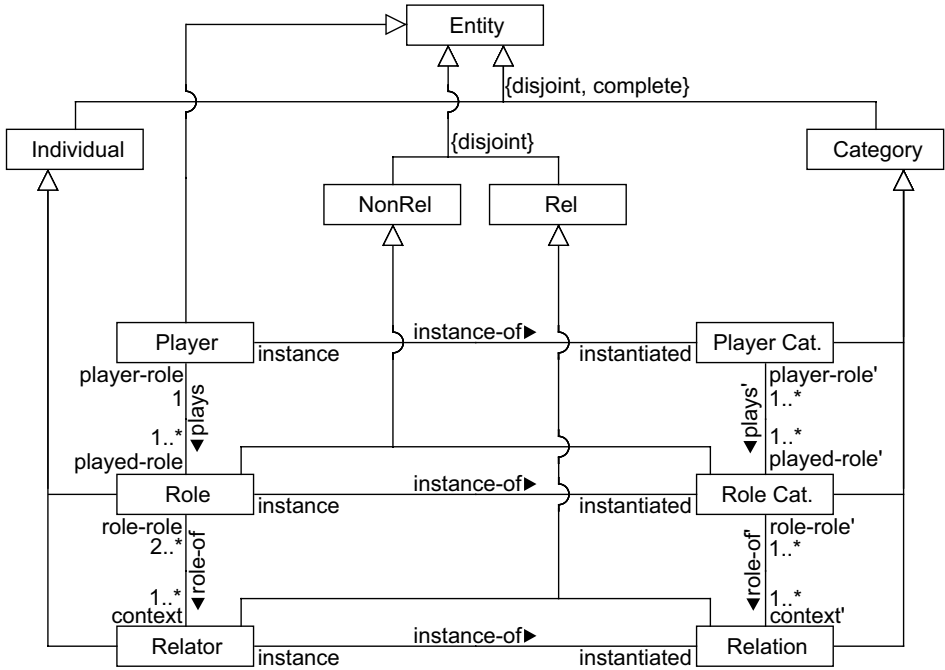 Entity
{disjoint, complete}
Individual
{disjoint}
Category
NonRel
Rel
Player
instance-of▶
Player Cat.
instance
instantiated
player-role
1
plays
1..*
played-role
player-role'
1..*
plays'
1..*
played-role'
Role
instance-of▶
Role Cat.
instance
instantiated
role-role
2..*
role-of
1..*
context
role-role'
1..*
role-of'
1..*
context'
Relator
instance-of▶
Relation
instance
instantiated